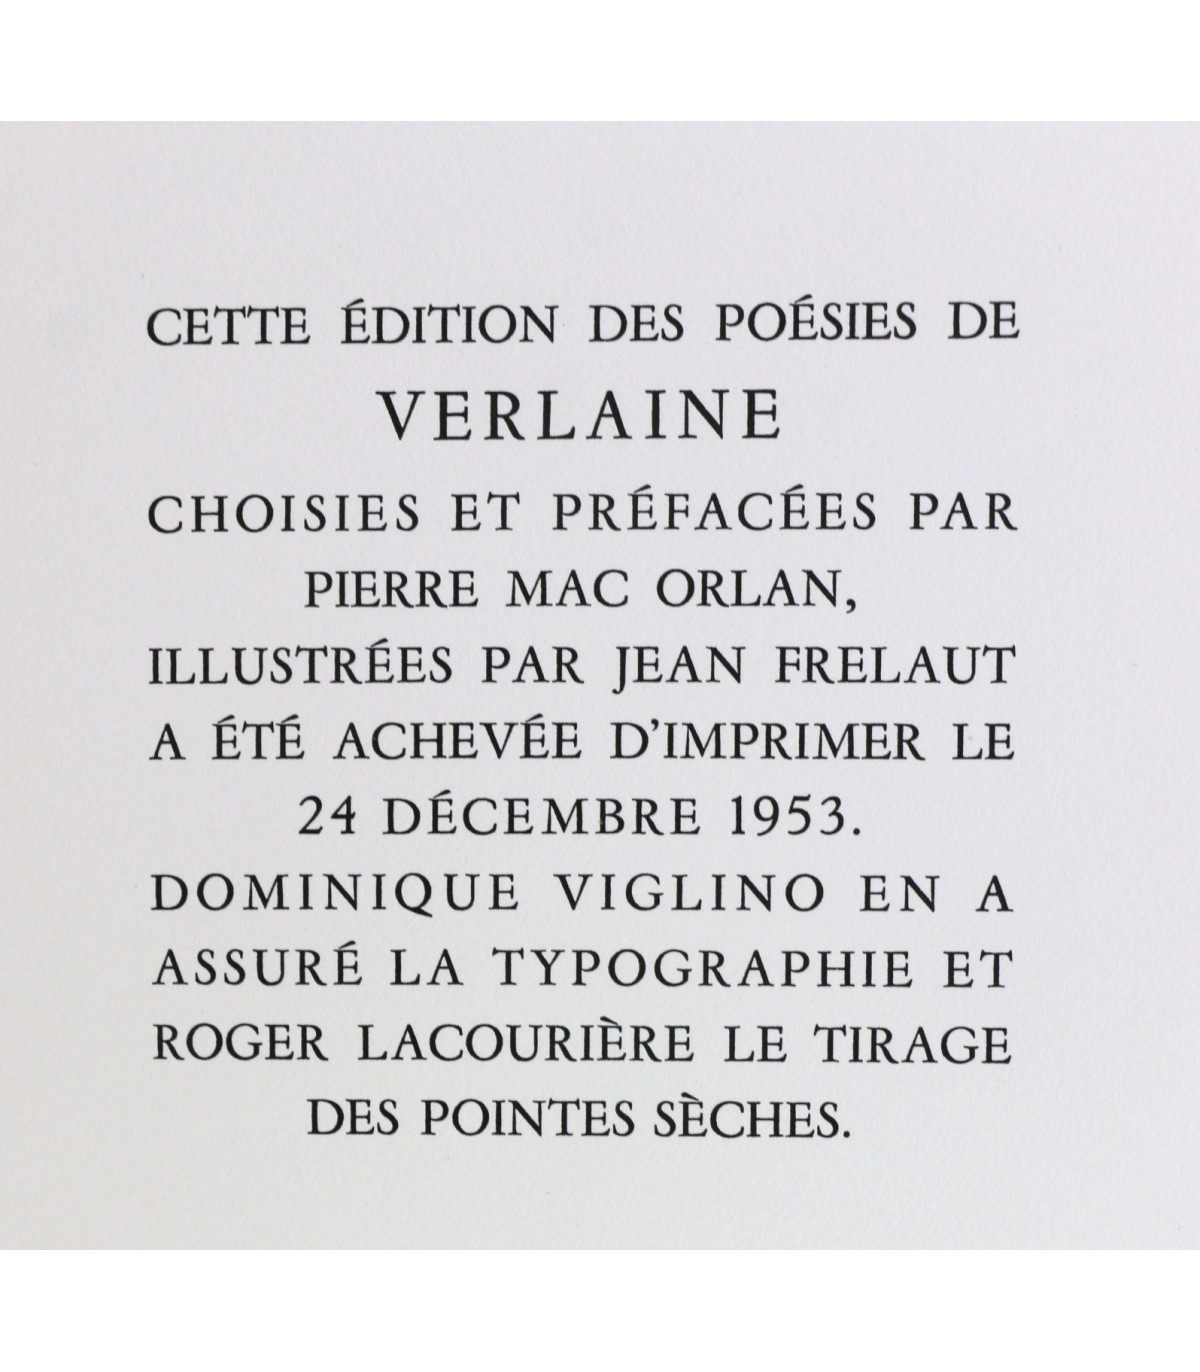 CETTE ÉDITION DES POÉSIES DE
VERLAINE
CHOISIES ET PRÉFACÉES PAR
PIERRE MAC ORLAN,
ILLUSTRÉES PAR JEAN FRELAUT
A ÉTÉ ACHEVÉE D'IMPRIMER LE
24 DÉCEMBRE 1953.
DOMINIQUE VIGLINO EN A
ASSURÉ LA TYPOGRAPHIE ET
ROGER LACOURIÈRE LE TIRAGE
DES POINTES SÈCHES.